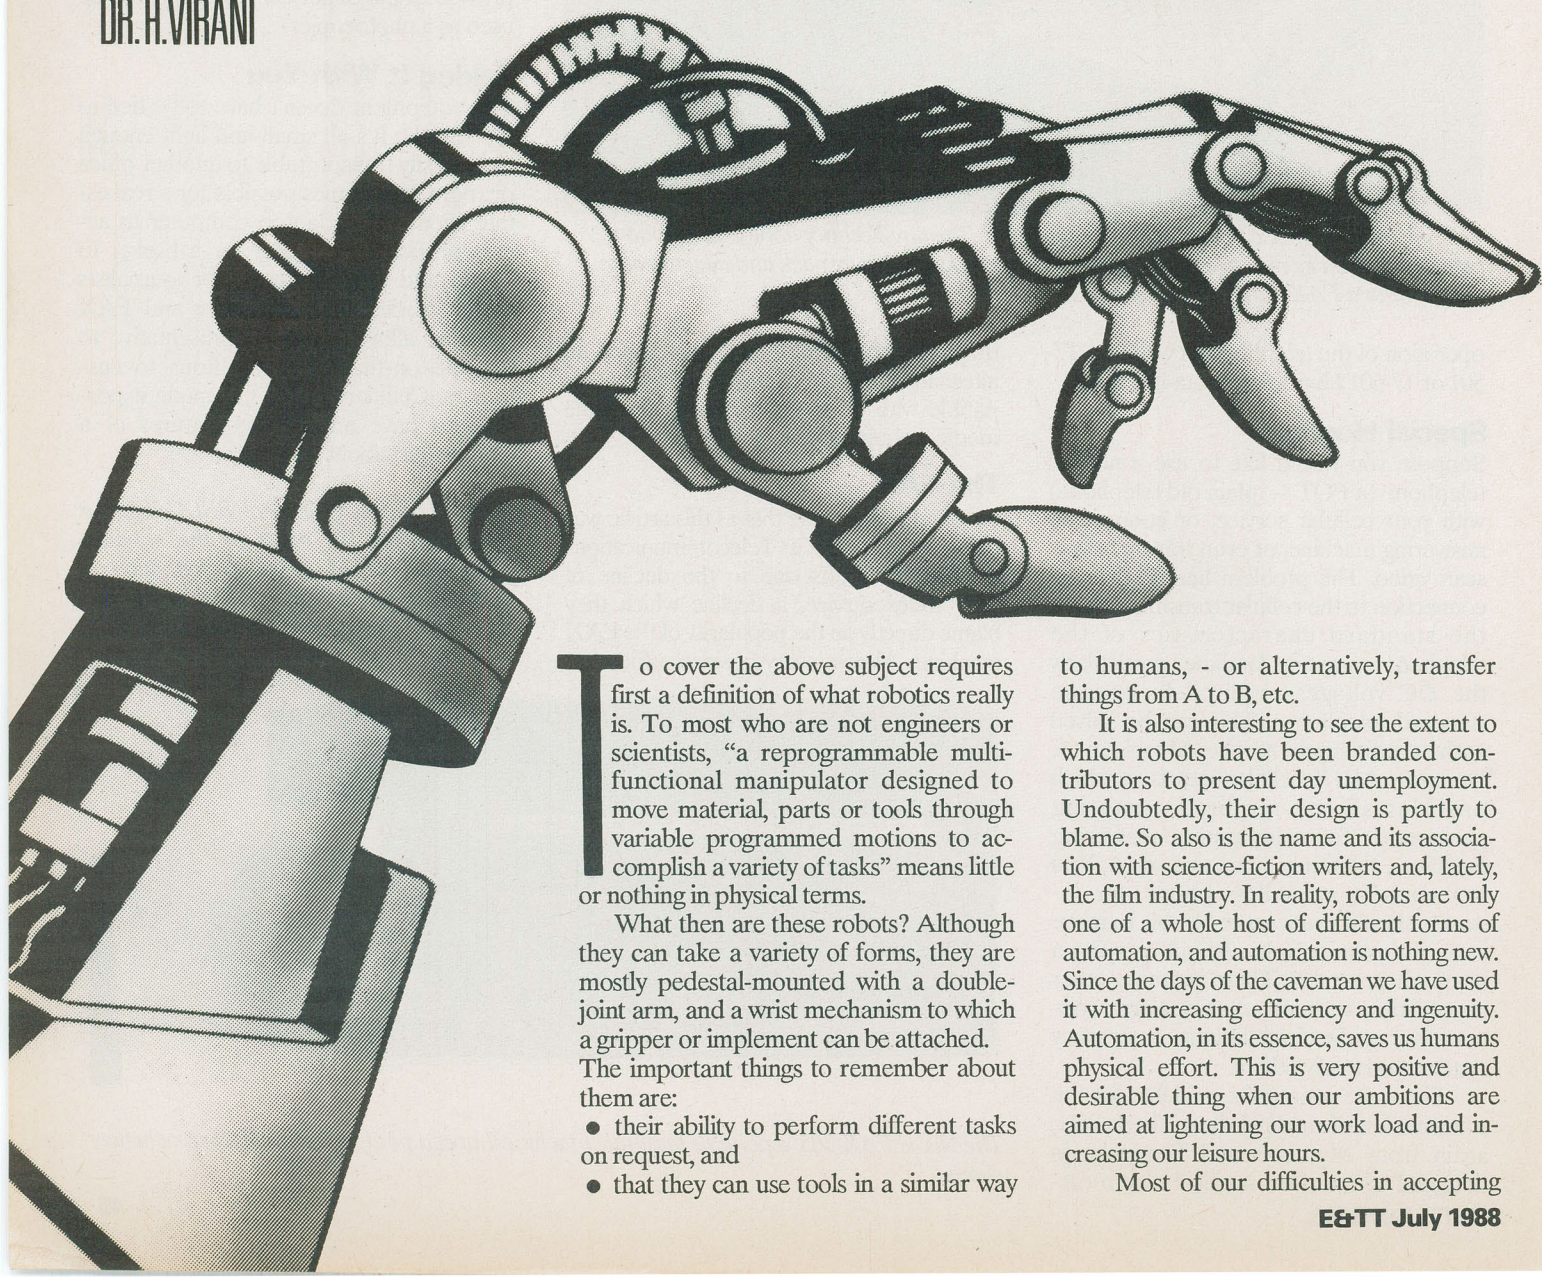 DR. H. VIRANI
To cover the above subject requires
first a definition of what robotics really
is. To most who are not engineers or
scientists, “a reprogrammable multi-
functional manipulator designed to
move material, parts or tools through
variable programmed motions to ac-
complish a variety of tasks” means little
or nothing in physical terms.
What then are these robots? Although
they can take a variety of forms, they are
mostly pedestal-mounted with a double-
joint arm, and a wrist mechanism to which
a gripper or implement can be attached.
The important things to remember about
them are:
● their ability to perform different tasks
on request, and
● that they can use tools in a similar way
to humans, - or alternatively, transfer
things from A to B, etc.
It is also interesting to see the extent to
which robots have been branded con-
tributors to present day unemployment.
Undoubtedly, their design is partly to
blame. So also is the name and its associa-
tion with science-fiction writers and, lately,
the film industry. In reality, robots are only
one of a whole host of different forms of
automation, and automation is nothing new.
Since the days of the caveman we have used
it with increasing efficiency and ingenuity.
Automation, in its essence, saves us humans
physical effort. This is very positive and
desirable thing when our ambitions are
aimed at lightening our work load and in-
creasing our leisure hours.
Most of our difficulties in accepting
E&TT July 1988